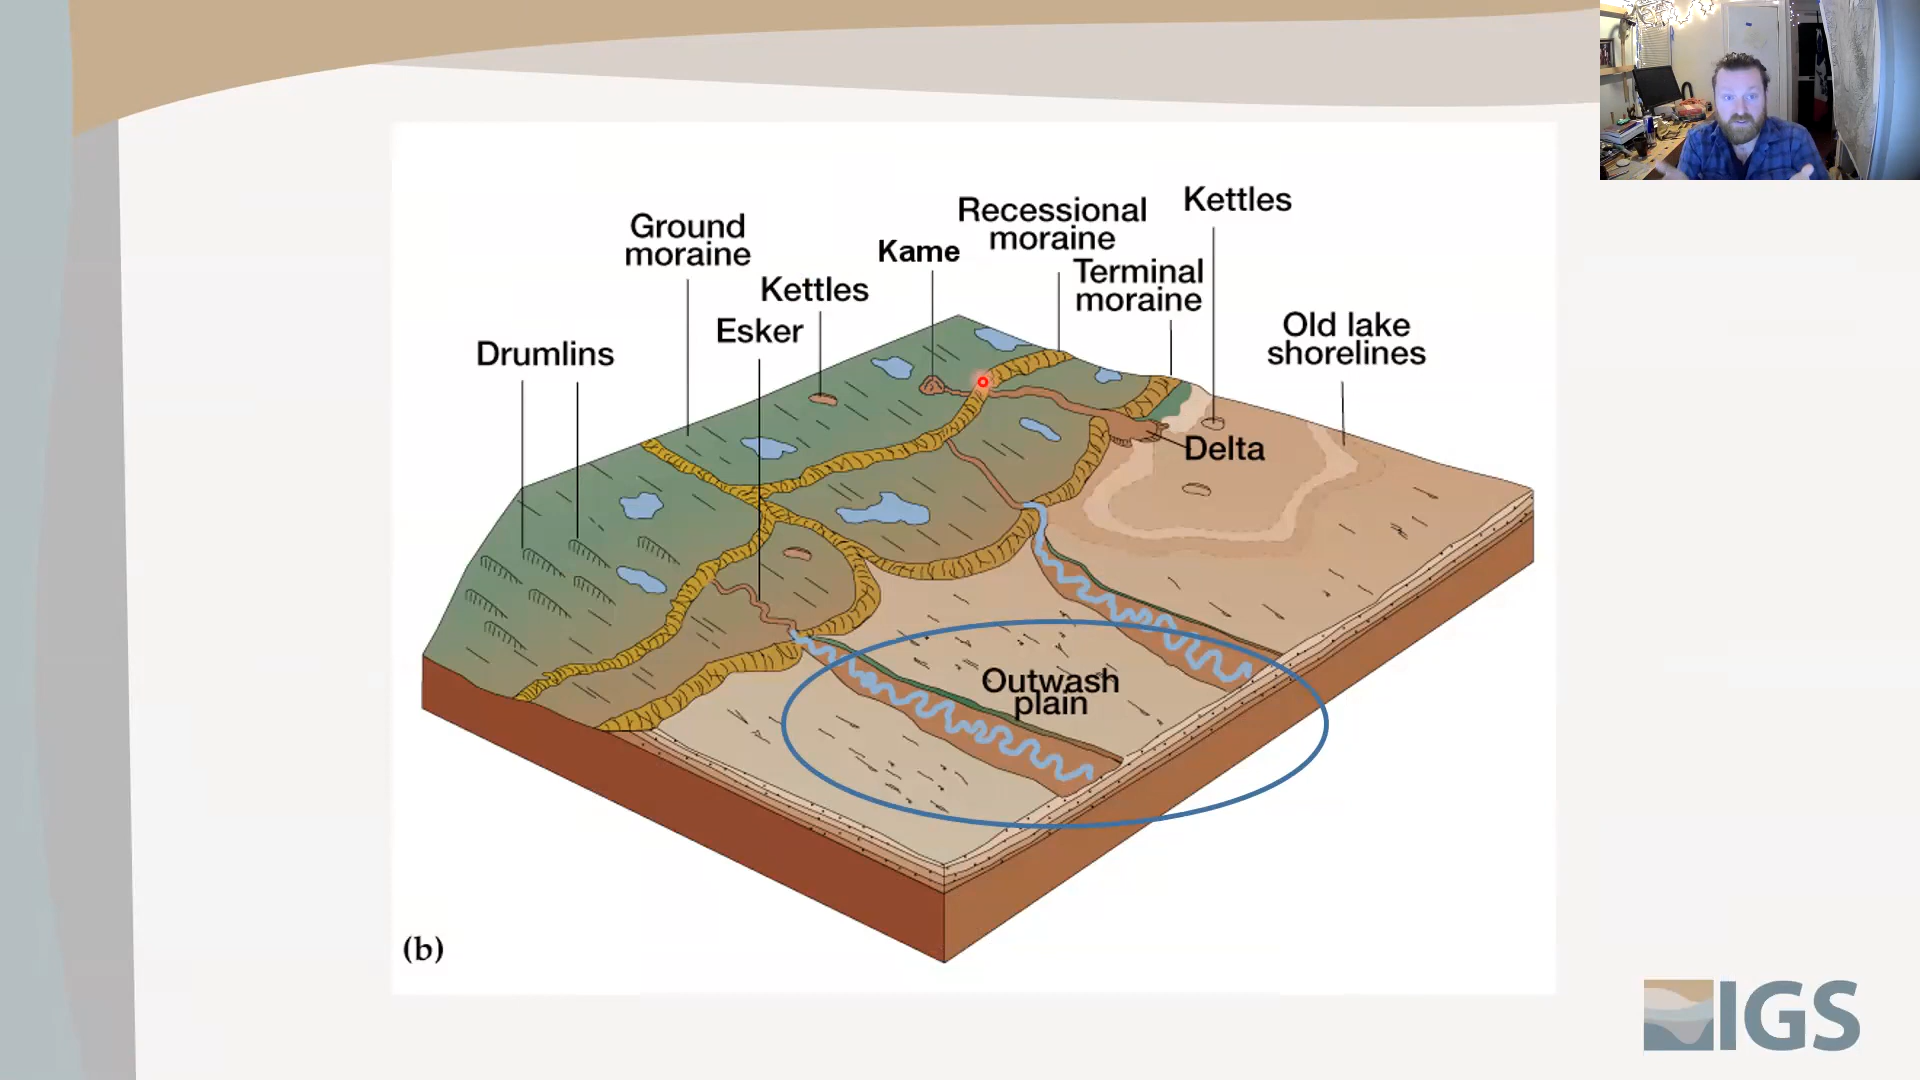 Kettles
Recessional
moraine
Ground
moraine
Kame
Terminal
moraine
Kettles
Esker
Old lake
shorelines
Drumlins
Delta
Outwash
plain
(b)
IGS